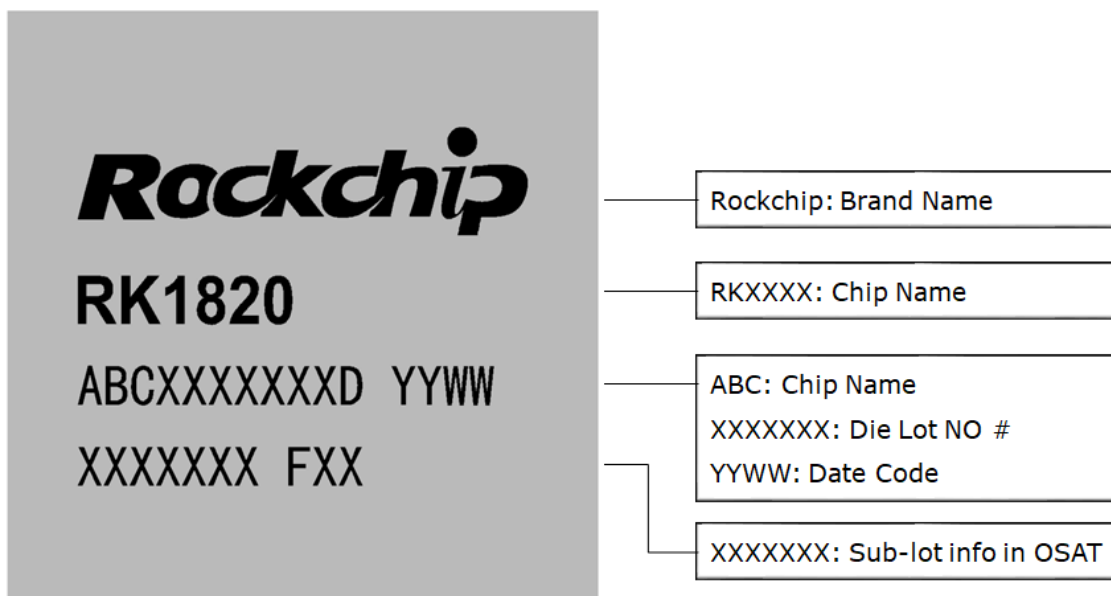 Rockchip
RK1820
ABCXXXXXXXD YYWW
XXXXXXX FXX
Rockchip: Brand Name
RKXXXX: Chip Name
ABC: Chip Name
XXXXXXX: Die Lot NO #
YYWW: Date Code
XXXXXXX: Sub-lot info in OSAT